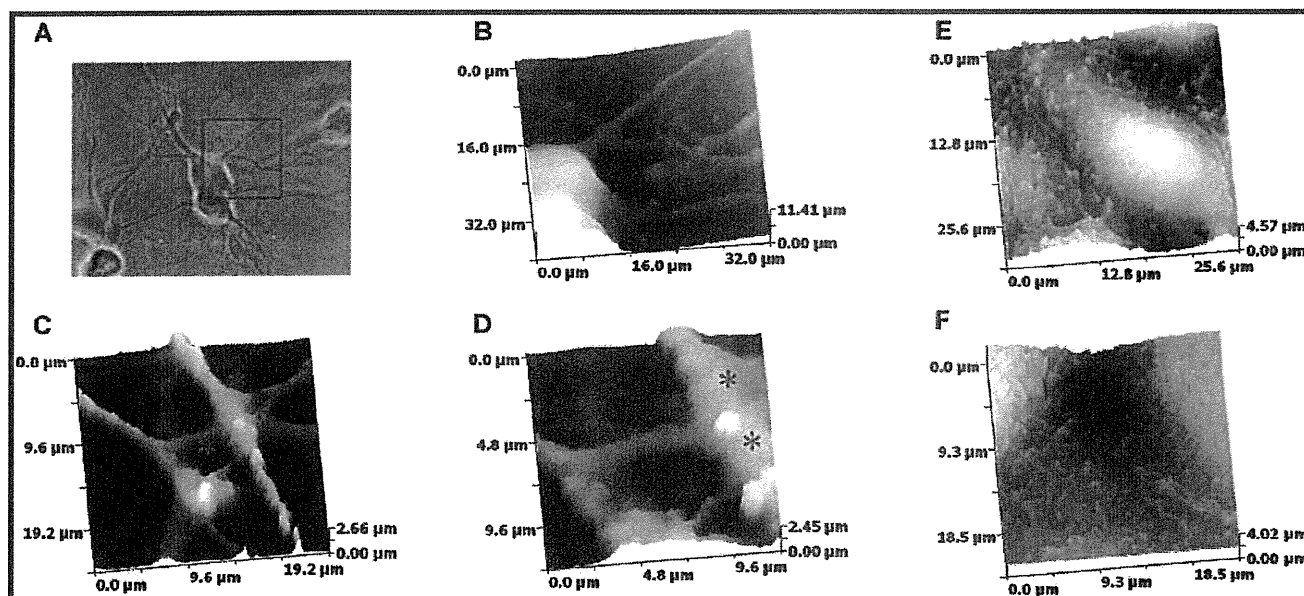 A
B
E
0.0 µm
16.0 µm
32.0 µm
11.41 µm
0.00 µm
0.0 µm
16.0 µm
32.0 µm
0.0 µm
12.8 µm
25.6 µm
4.57 µm
0.00 µm
0.0 µm
12.8 µm
25.6 µm
C
D
F
0.0 µm
9.6 µm
19.2 µm
2.66 µm
0.00 µm
0.0 µm
9.6 µm
19.2 µm
0.0 µm
4.8 µm
9.6 µm
2.45 µm
0.00 µm
0.0 µm
4.8 µm
9.6 µm
*
*
0.0 µm
9.3 µm
18.5 µm
4.02 µm
0.00 µm
0.0 µm
9.3 µm
18.5 µm